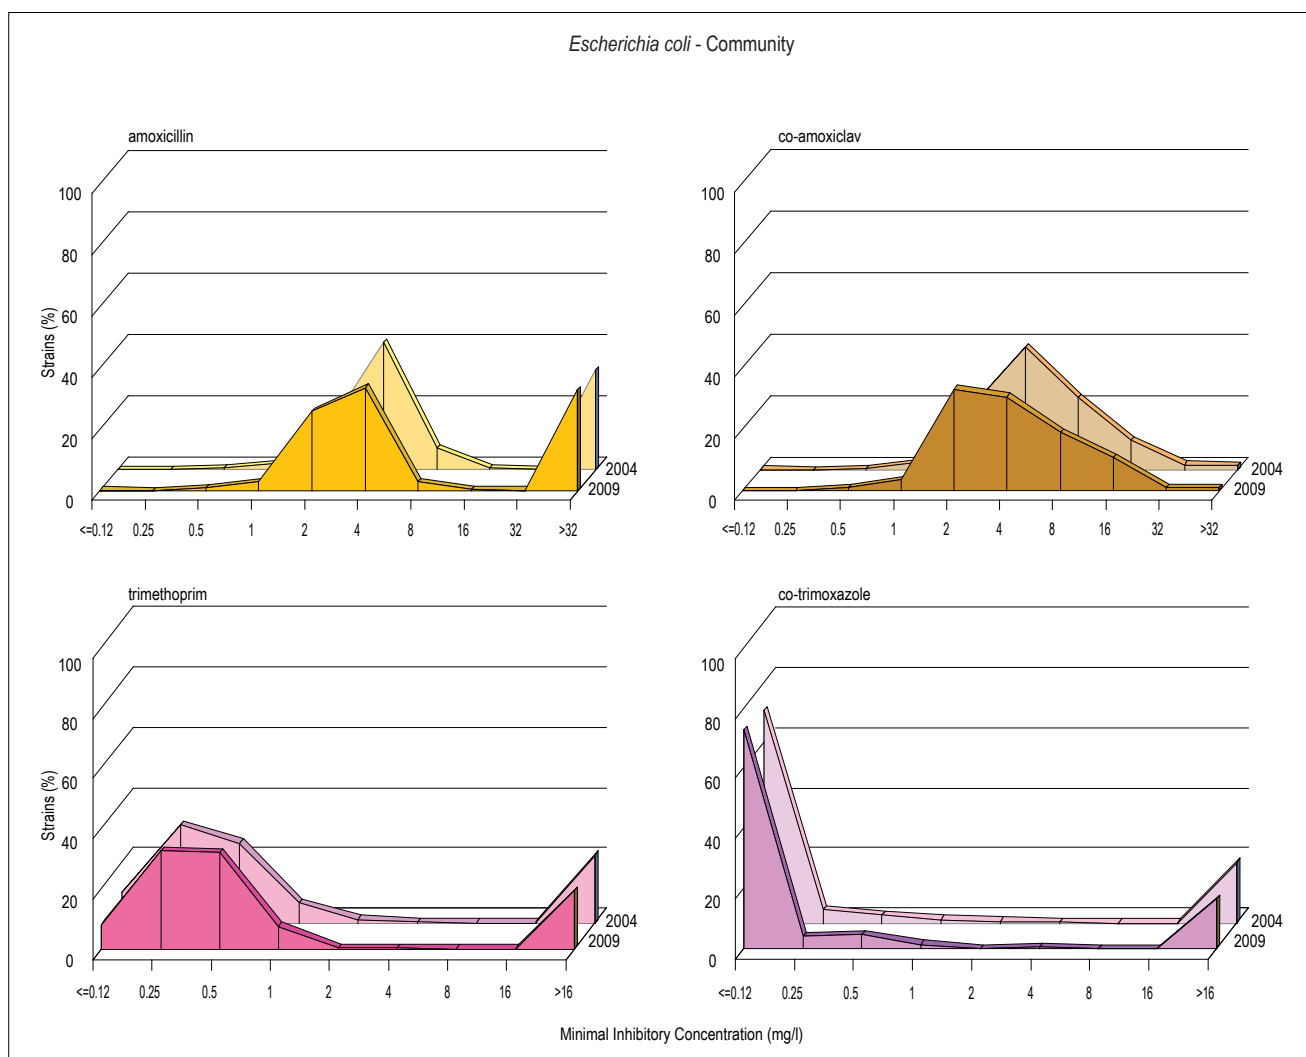 Escherichia coli - Community
amoxicillin
100
80
60
40
20
0
Strains (%)
2004
2009
<=0.12 0.25 0.5 1 2 4 8 16 32 >32
co-amoxiclav
100
80
60
40
20
0
2004
2009
<=0.12 0.25 0.5 1 2 4 8 16 32 >32
trimethoprim
100
80
60
40
20
0
Strains (%)
2004
2009
<=0.12 0.25 0.5 1 2 4 8 16 >16
co-trimoxazole
100
80
60
40
20
0
2004
2009
<=0.12 0.25 0.5 1 2 4 8 16 >16
Minimal Inhibitory Concentration (mg/l)